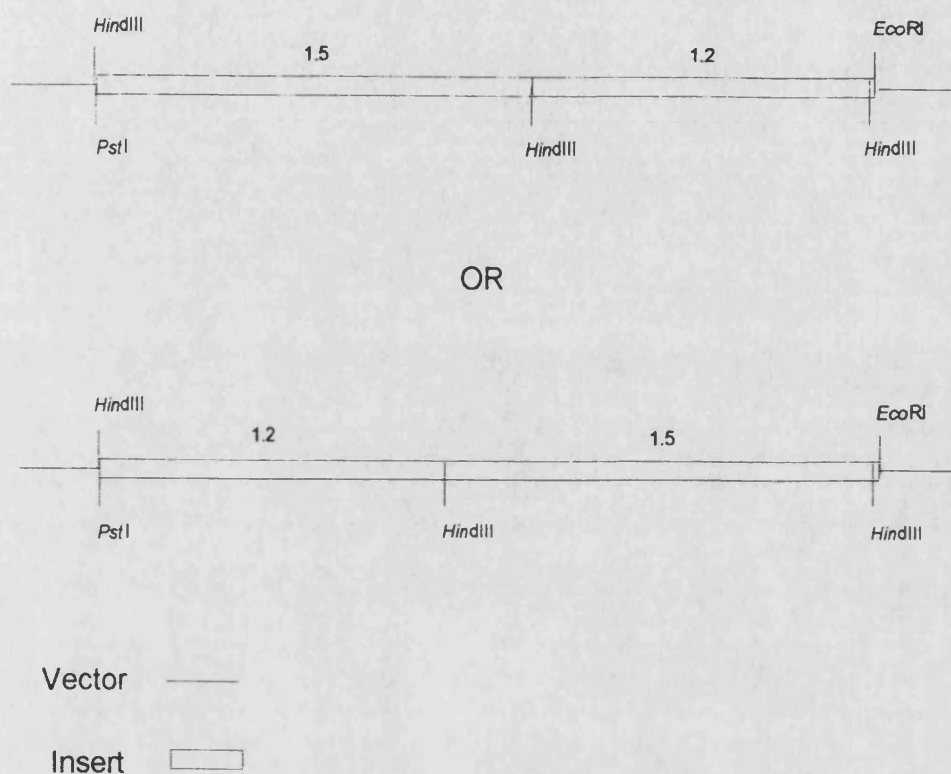 HindIII
EcoRI
1.5 1.2
PstI HindIII HindIII
OR
HindIII
EcoRI
1.2 1.5
PstI HindIII HindIII
Vector
Insert